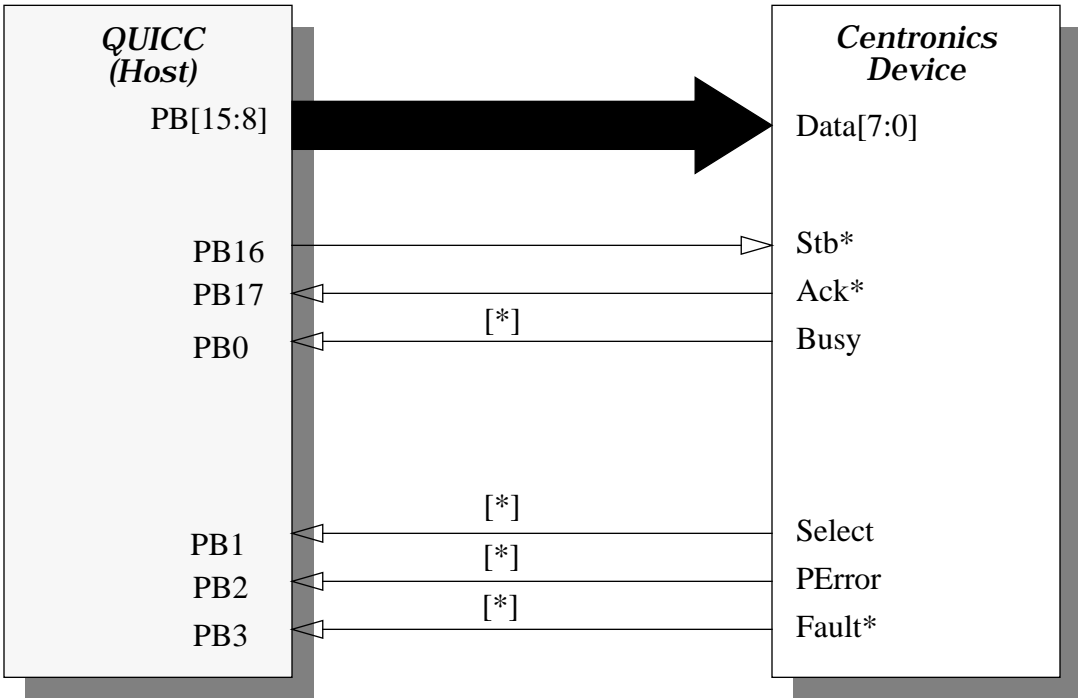 QUICC
(Host)
Centronics
Device
PB[15:8]
Data[7:0]
PB16
Stb*
PB17
Ack*
[*]
PB0
Busy
[*]
PB1
Select
[*]
PB2
PError
[*]
PB3
Fault*